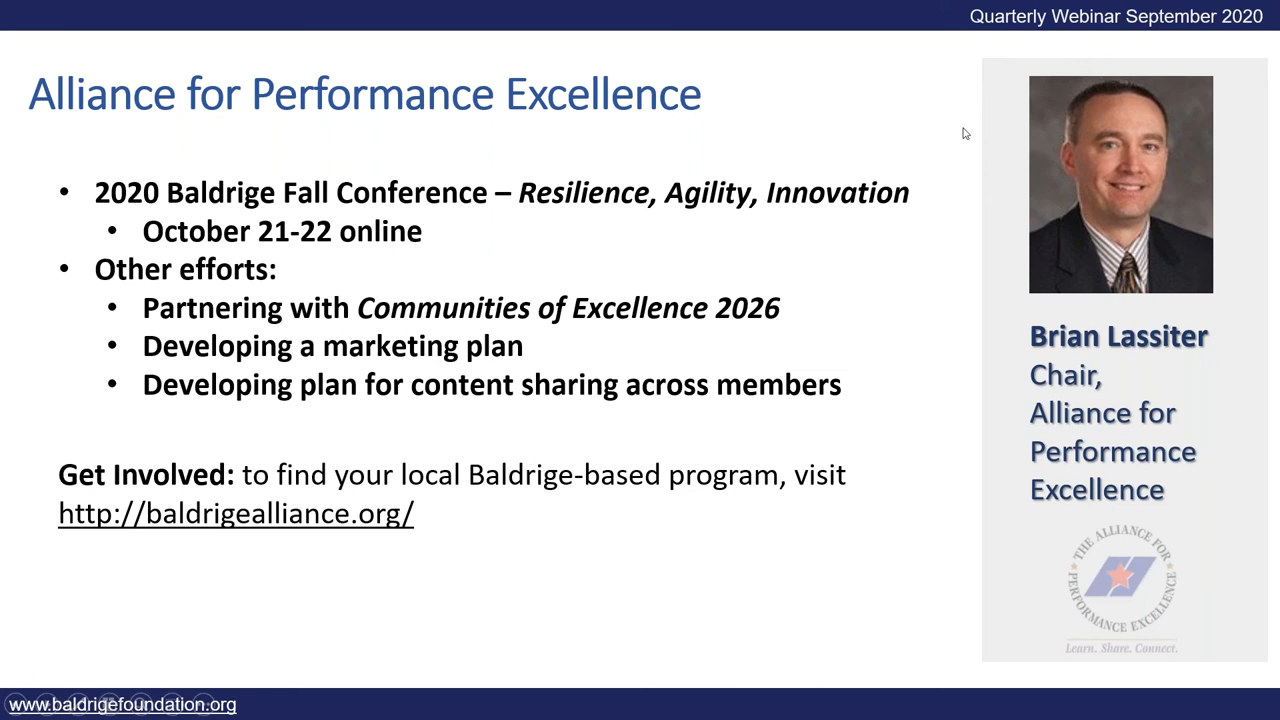 Quarterly Webinar September 2020
Alliance for Performance Excellence
• 2020 Baldrige Fall Conference – Resilience, Agility, Innovation
• October 21-22 online
• Other efforts:
• Partnering with Communities of Excellence 2026
• Developing a marketing plan
• Developing plan for content sharing across members
Get Involved: to find your local Baldrige-based program, visit
http://baldrigealliance.org/
Brian Lassiter
Chair,
Alliance for
Performance
Excellence
THE ALLIANCE FOR
PERFORMANCE EXCELLENCE
Learn. Share. Connect.
www.baldrigefoundation.org